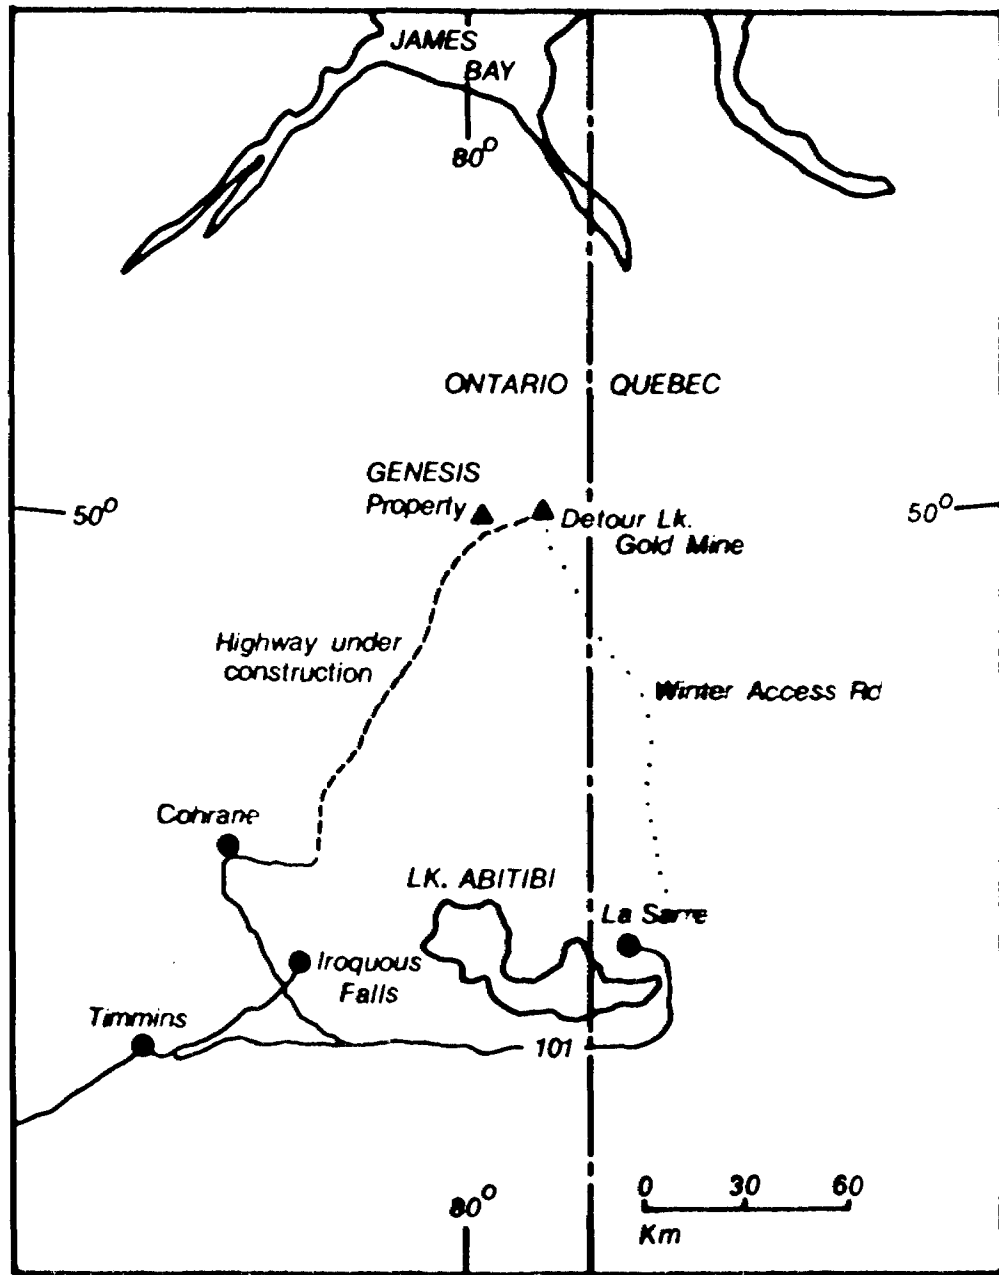 JAMES
BAY
80°
ONTARIO QUEBEC
GENESIS
Property
50°
50°
Detour Lk.
Gold Mine
Highway under
construction
Winter Access Rd
Cohrane
LK. ABITIBI
La Sarre
Iroquous
Falls
Timmins
101
80°
0 30 60
Km